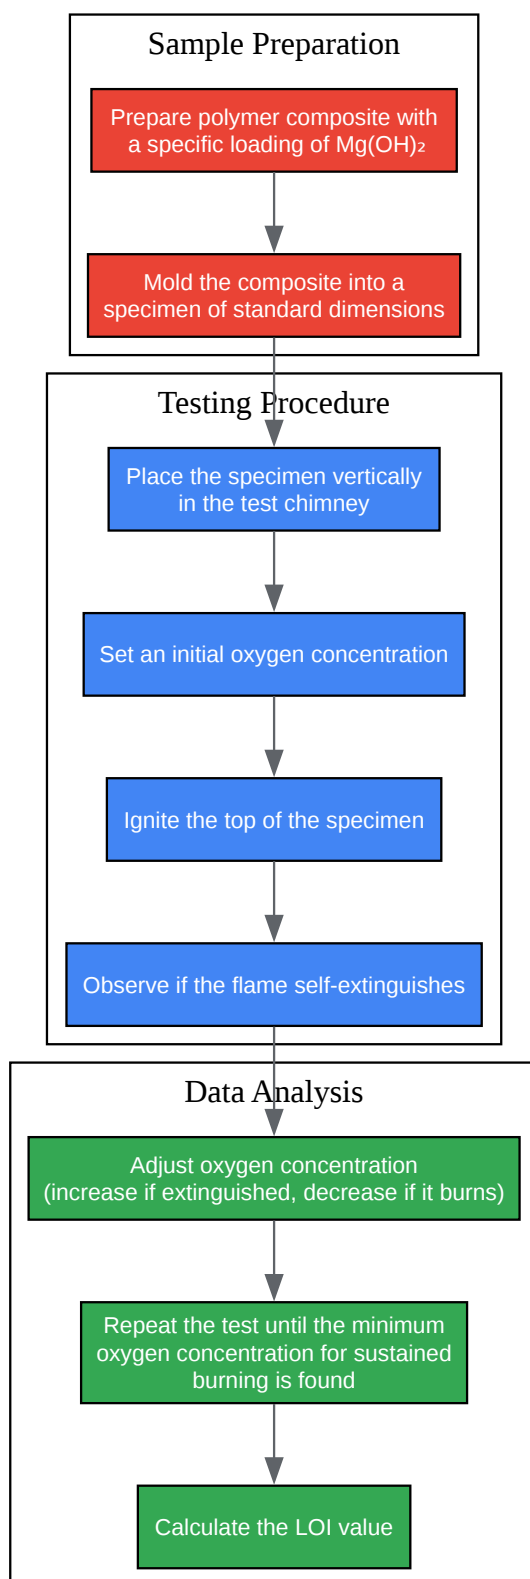 Sample Preparation
Prepare polymer composite with
a specific loading of Mg(OH)₂
Mold the composite into a
specimen of standard dimensions
Testing Procedure
Place the specimen vertically
in the test chimney
Set an initial oxygen concentration
Ignite the top of the specimen
Observe if the flame self-extinguishes
Data Analysis
Adjust oxygen concentration
(increase if extinguished, decrease if it burns)
Repeat the test until the minimum
oxygen concentration for sustained
burning is found
Calculate the LOI value